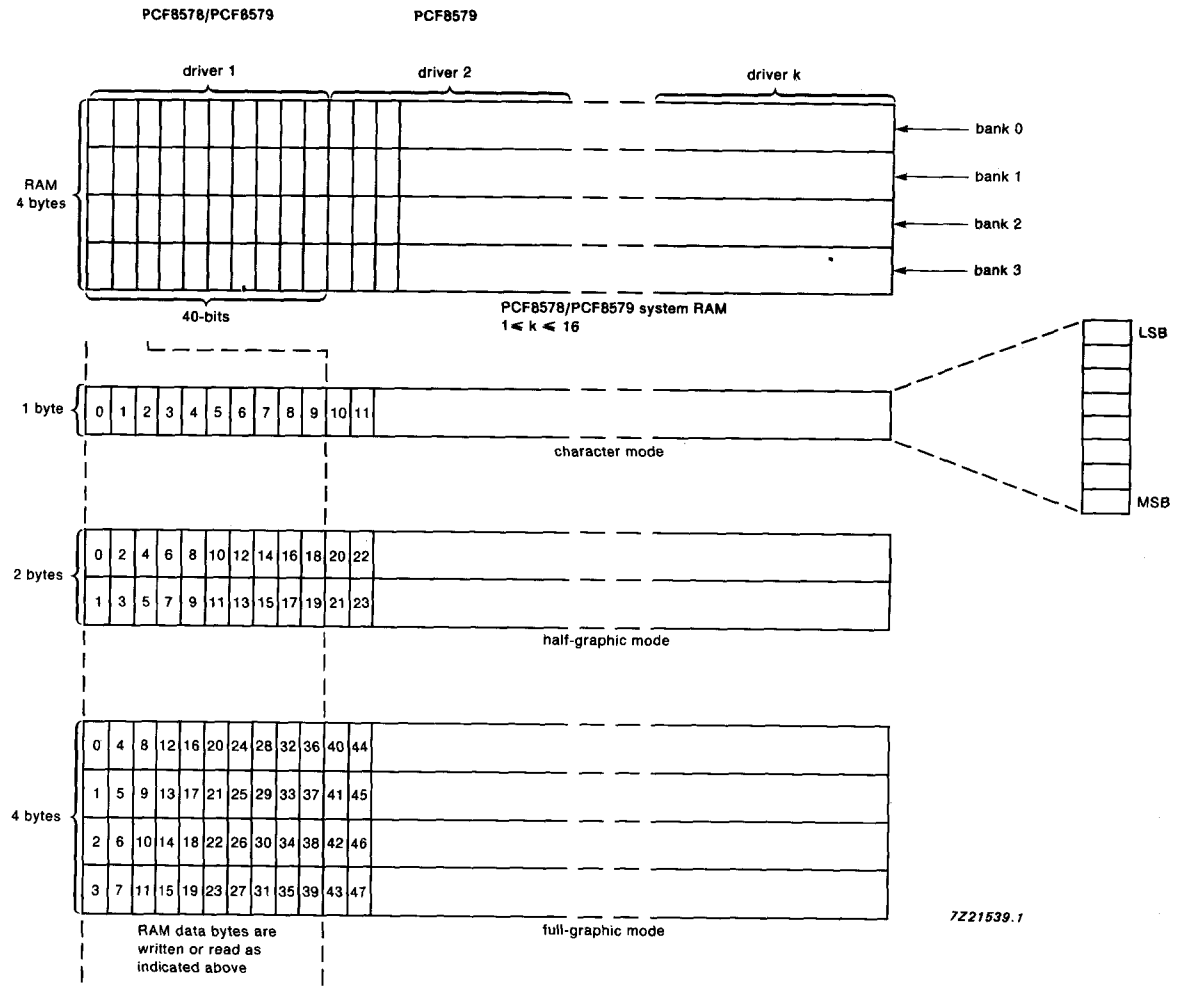 PCF8578/PCF8579 PCF8579
driver 1 driver 2 driver k
bank 0
bank 1
RAM
4 bytes
bank 2
bank 3
40-bits
PCF8578/PCF8579 system RAM
1 ≤ k ≤ 16
LSB
1 byte 0 1 2 3 4 5 6 7 8 9 10 11
character mode
MSB
0 2 4 6 8 10 12 14 16 18 20 22
2 bytes
1 3 5 7 9 11 13 15 17 19 21 23
half-graphic mode
0 4 8 12 16 20 24 28 32 36 40 44
1 5 9 13 17 21 25 29 33 37 41 45
4 bytes
2 6 10 14 18 22 26 30 34 38 42 46
3 7 11 15 19 23 27 31 35 39 43 47
7Z21539.1
RAM data bytes are
written or read as
indicated above
full-graphic mode